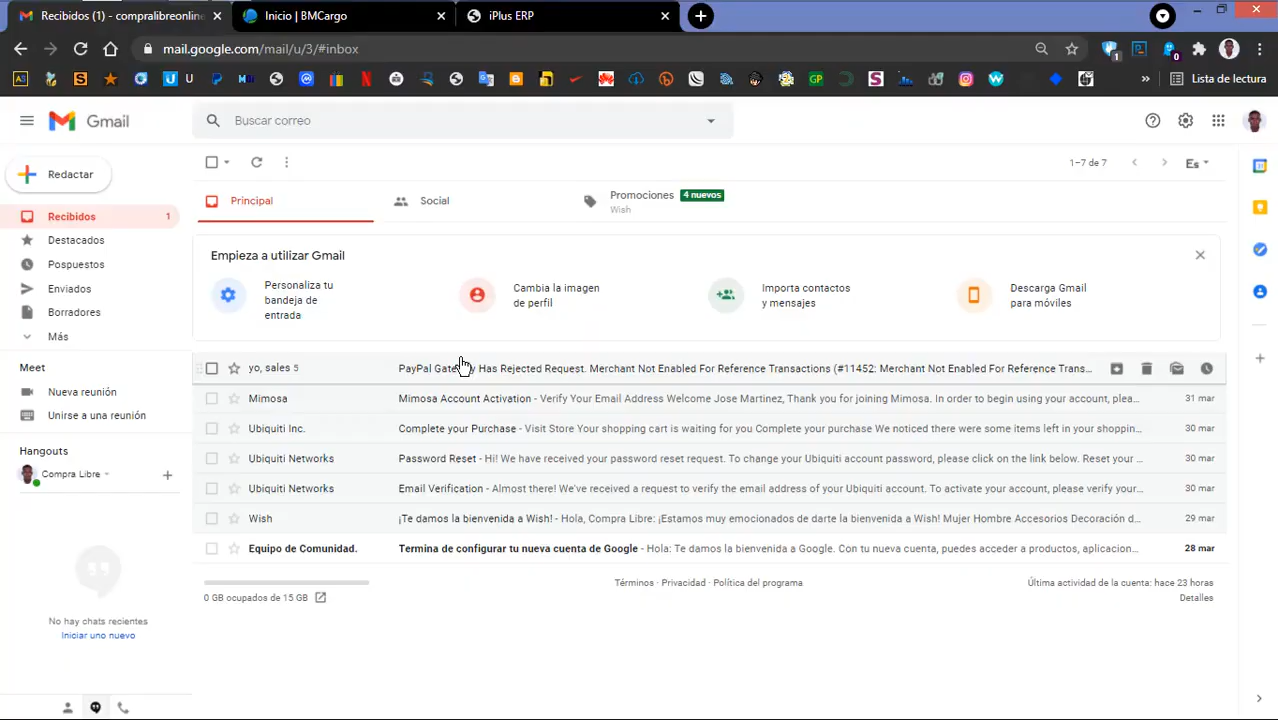 Recibidos (1) - compralibreonline
Inicio | BMCargo
iPlus ERP
mail.google.com/mail/u/3/#inbox
1
0
GP
Lista de lectura
Gmail
Buscar correo
Redactar
1–7 de 7
Es
Recibidos 1
Destacados
Pospuestos
Enviados
Borradores
Más
Meet
Nueva reunión
Unirse a una reunión
Hangouts
Compra Libre
No hay chats recientes
Iniciar uno nuevo
Principal
Social
Promociones 4 nuevos
Wish
Empieza a utilizar Gmail
Personaliza tu
bandeja de
entrada
Cambia la imagen
de perfil
Importa contactos
y mensajes
Descarga Gmail
para móviles
yo, sales 5 PayPal Gateway Has Rejected Request. Merchant Not Enabled For Reference Transactions (#11452: Merchant Not Enabled For Reference Trans...
Mimosa Mimosa Account Activation - Verify Your Email Address Welcome Jose Martinez, Thank you for joining Mimosa. In order to begin using your account, plea... 31 mar
Ubiquiti Inc. Complete your Purchase - Visit Store Your shopping cart is waiting for you Complete your purchase We noticed there were some items left in your shoppin... 30 mar
Ubiquiti Networks Password Reset - Hi! We have received your password reset request. To change your Ubiquiti account password, please click on the link below. Reset your ... 30 mar
Ubiquiti Networks Email Verification - Almost there! We've received a request to verify the email address of your Ubiquiti account. To activate your account, please verify your... 30 mar
Wish ¡Te damos la bienvenida a Wish! - Hola, Compra Libre: ¡Estamos muy emocionados de darte la bienvenida a Wish! Mujer Hombre Accesorios Decoración d... 29 mar
Equipo de Comunidad. Termina de configurar tu nueva cuenta de Google - Hola: Te damos la bienvenida a Google. Con tu nueva cuenta, puedes acceder a productos, aplicacion... 28 mar
0 GB ocupados de 15 GB
Términos · Privacidad · Política del programa
Última actividad de la cuenta: hace 23 horas
Detalles